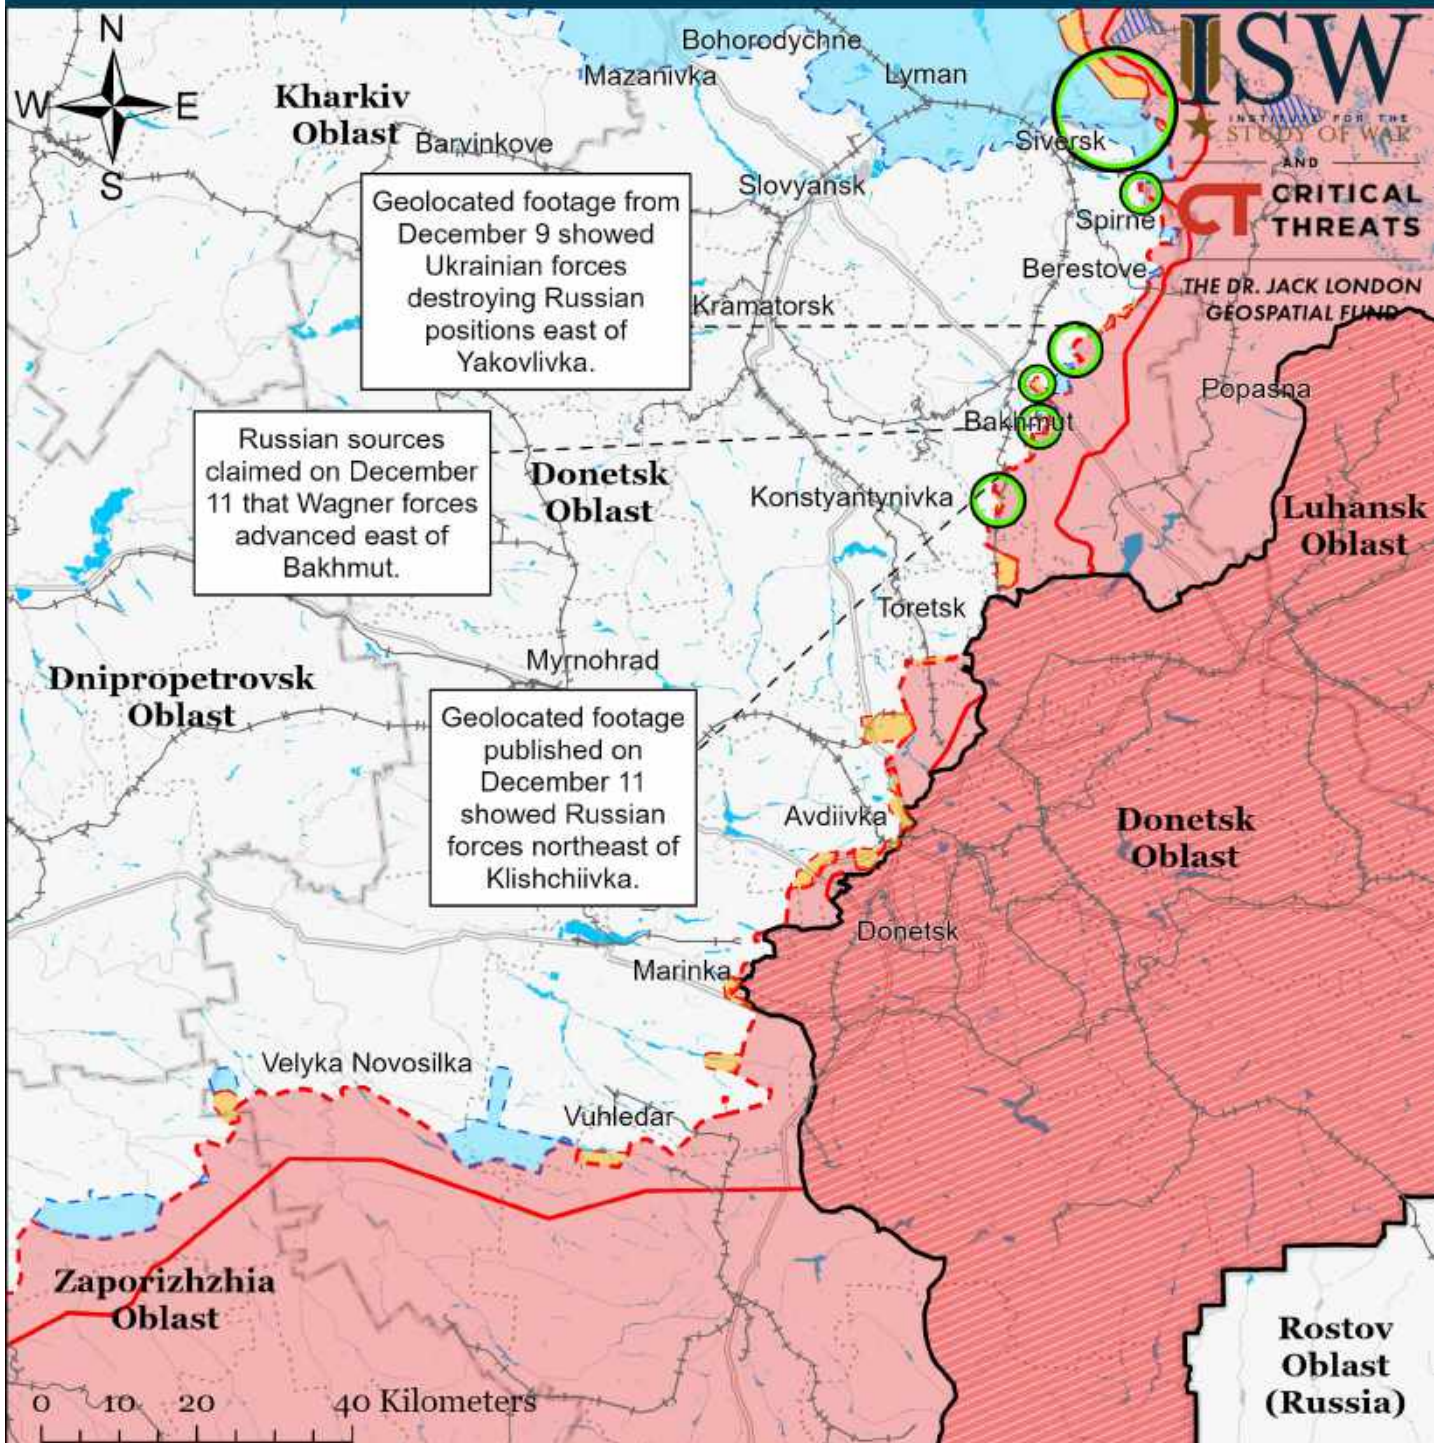 N
W
E
S
Kharkiv
Oblast
Bohorodychne
Mazanivka
Lyman
Barvinkove
Siversk
ISW
INSTITUTE FOR THE
STUDY OF WAR
AND
CT CRITICAL
THREATS
THE DR. JACK LONDON
GEOSPATIAL FUND
Slovyansk
Spirne
Berestove
Geolocated footage from
December 9 showed
Ukrainian forces
destroying Russian
positions east of
Yakovlivka.
Kramatorsk
Popasna
Bakhmut
Russian sources
claimed on December
11 that Wagner forces
advanced east of
Bakhmut.
Donetsk
Oblast
Konstyantynivka
Luhansk
Oblast
Toretsk
Myrnohrad
Dnipropetrovsk
Oblast
Geolocated footage
published on
December 11
showed Russian
forces northeast of
Klishchiivka.
Avdiivka
Donetsk
Oblast
Donetsk
Marinka
Velyka Novosilka
Vuhledar
Zaporizhzhia
Oblast
Rostov
Oblast
(Russia)
0 10 20 40 Kilometers